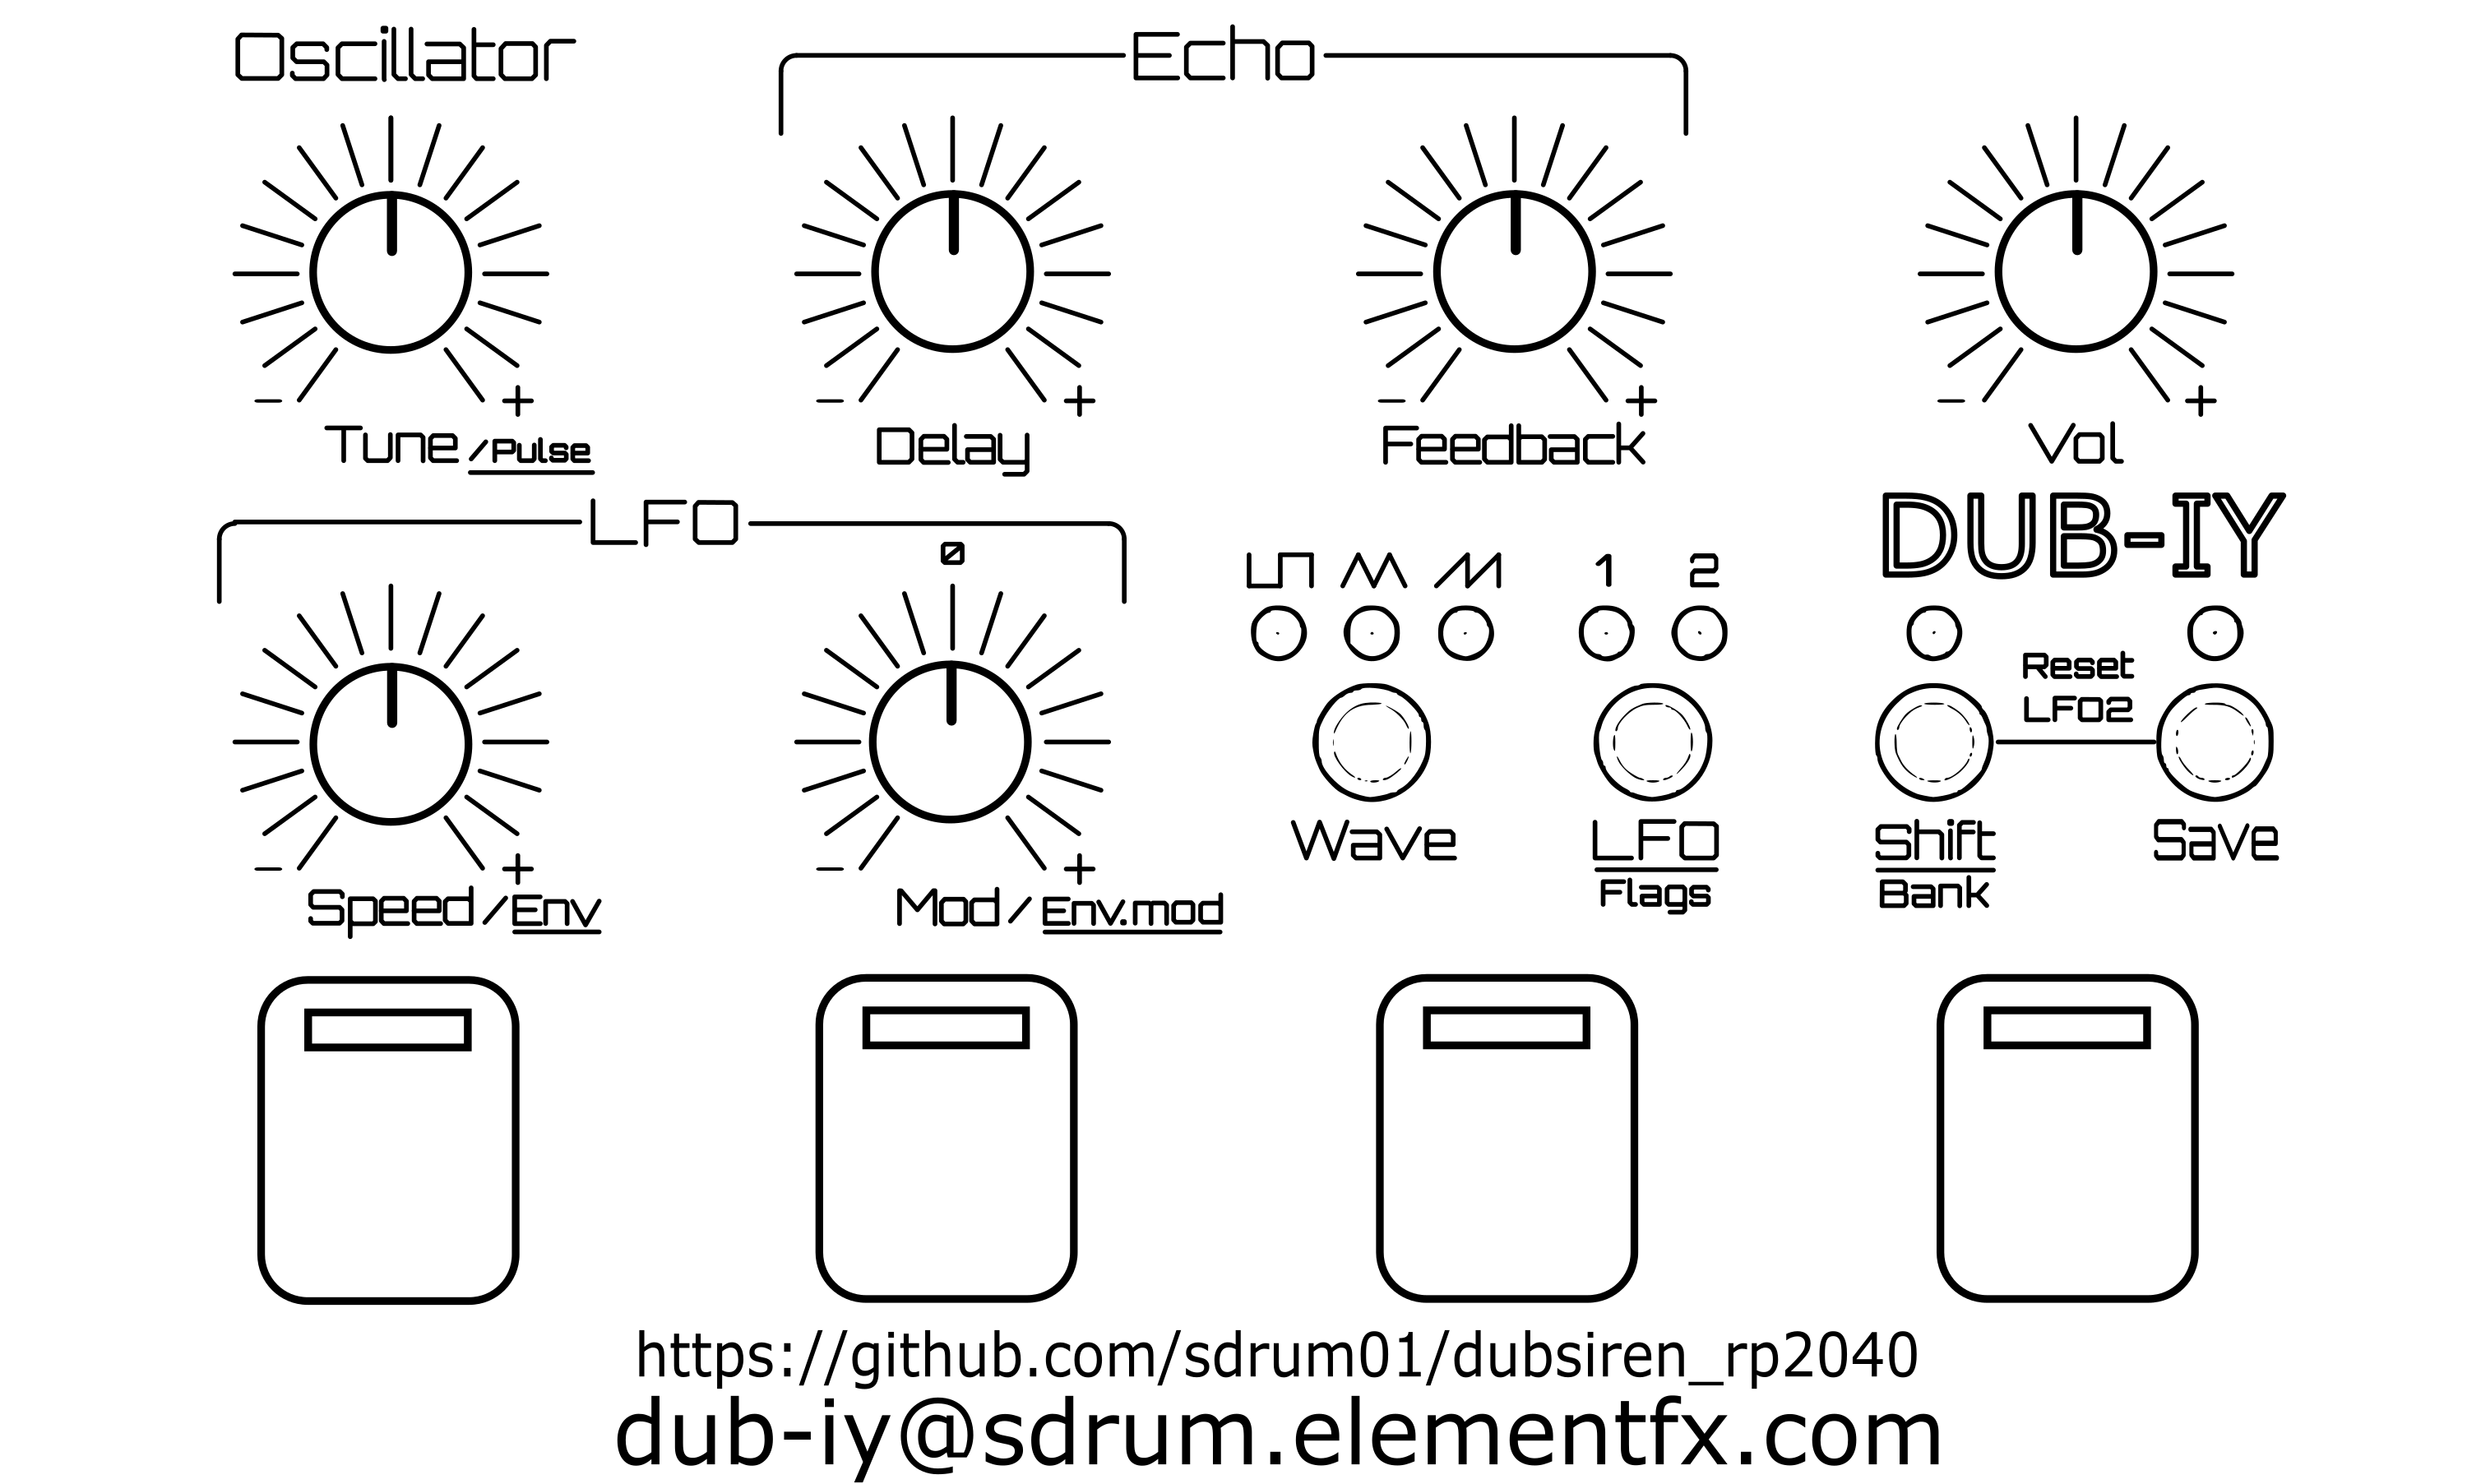 Oscillator
Echo
- +
- +
- +
- +
Tune/Pulse
Delay
Feedback
Vol
LFO
0
1
2
DUB-IY
Reset
LFO2
- +
- +
Speed/Env
Mod/Env.mod
Wave
LFO
Flags
Shift
Bank
Save
https://github.com/sdrum01/dubsiren_rp2040
dub-iy@sdrum.elementfx.com